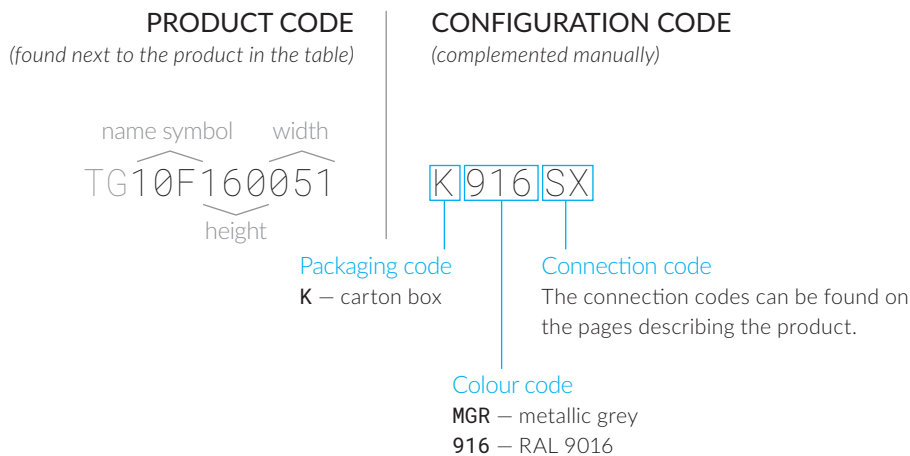 PRODUCT CODE
(found next to the product in the table)
CONFIGURATION CODE
(complemented manually)
name symbol width
TG10F160051
height
K 916 SX
Packaging code
K — carton box
Connection code
The connection codes can be found on
the pages describing the product.
Colour code
MGR — metallic grey
916 — RAL 9016